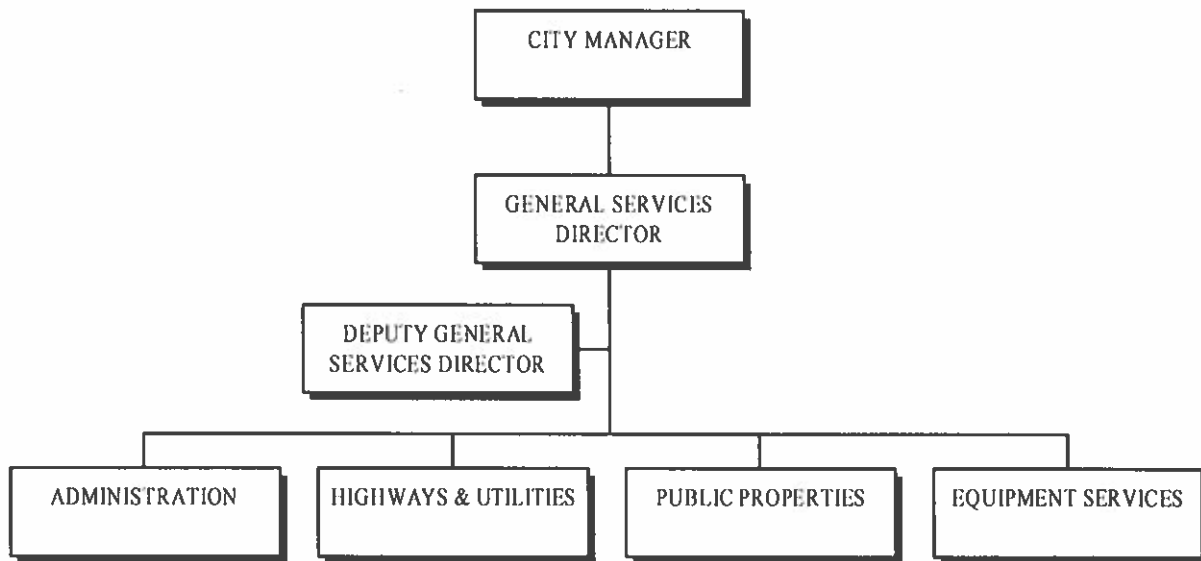 CITY MANAGER
GENERAL SERVICES
DIRECTOR
DEPUTY GENERAL
SERVICES DIRECTOR
ADMINISTRATION
HIGHWAYS & UTILITIES
PUBLIC PROPERTIES
EQUIPMENT SERVICES